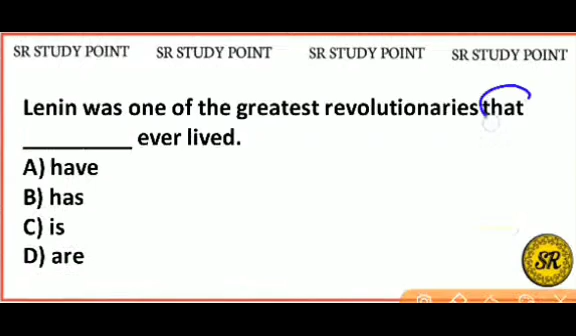 SR STUDY POINT SR STUDY POINT SR STUDY POINT SR STUDY POINT
Lenin was one of the greatest revolutionaries that
__________ ever lived.
A) have
B) has
C) is
D) are
SR